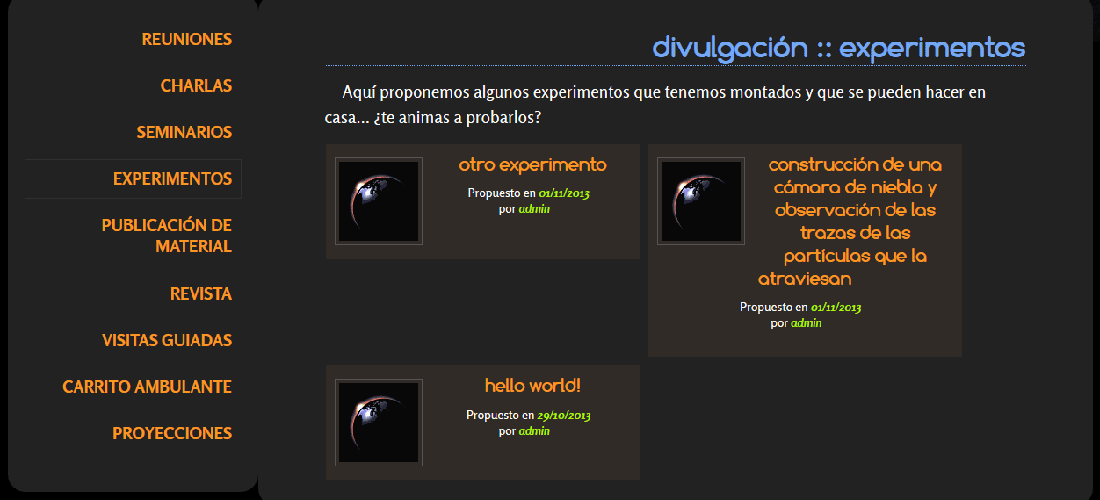 REUNIONES
CHARLAS
SEMINARIOS
EXPERIMENTOS
PUBLICACIÓN DE
MATERIAL
REVISTA
VISITAS GUIADAS
CARRITO AMBULANTE
PROYECCIONES
divulgación :: experimentos
Aquí proponemos algunos experimentos que tenemos montados y que se pueden hacer en
casa... ¿te animas a probarlos?
otro experimento
Propuesto en 01/11/2013
por admin
construcción de una
cámara de niebla y
observación de las
trazas de las
partículas que la
atraviesan
Propuesto en 01/11/2013
por admin
hello world!
Propuesto en 29/10/2013
por admin